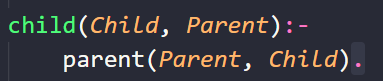 child(Child, Parent):-
    parent(Parent, Child).